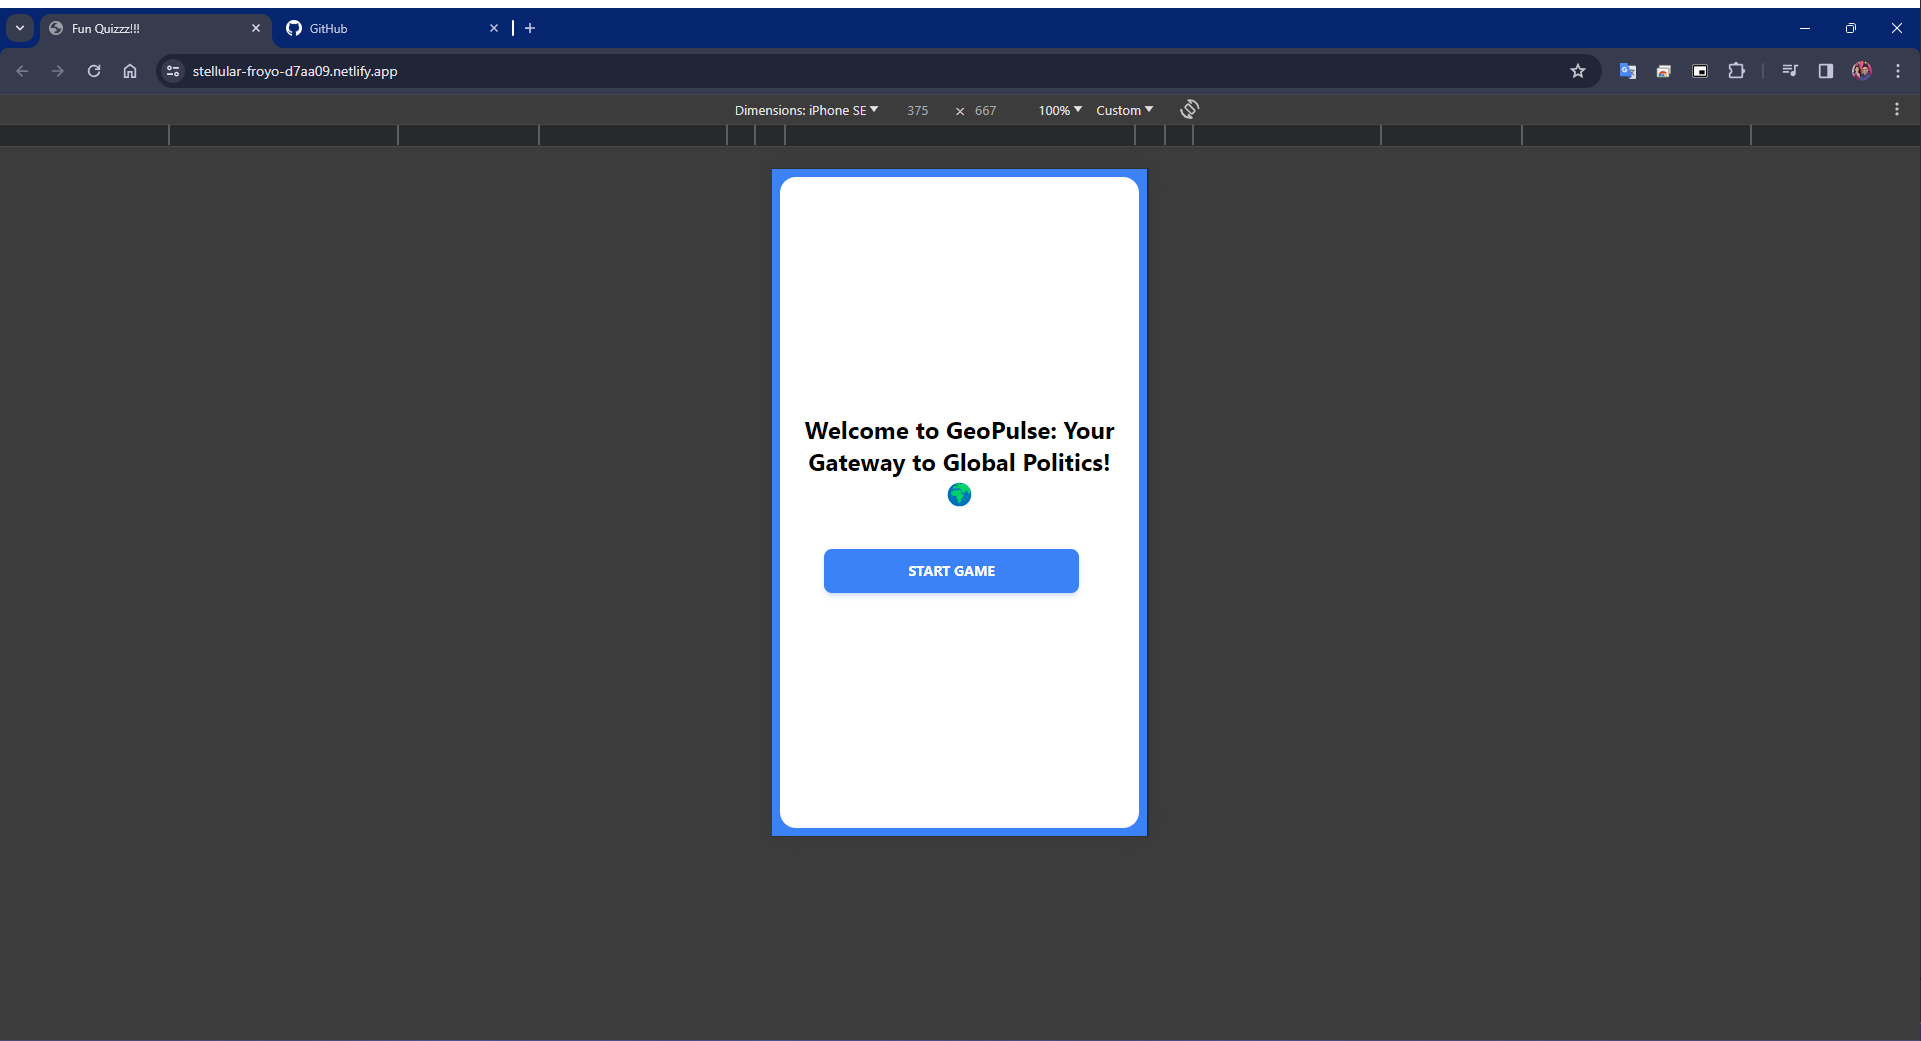 Fun Quizzz!!!
GitHub
stellular-froyo-d7aa09.netlify.app
Dimensions: iPhone SE 375 × 667 100% Custom
Welcome to GeoPulse: Your
Gateway to Global Politics!
START GAME